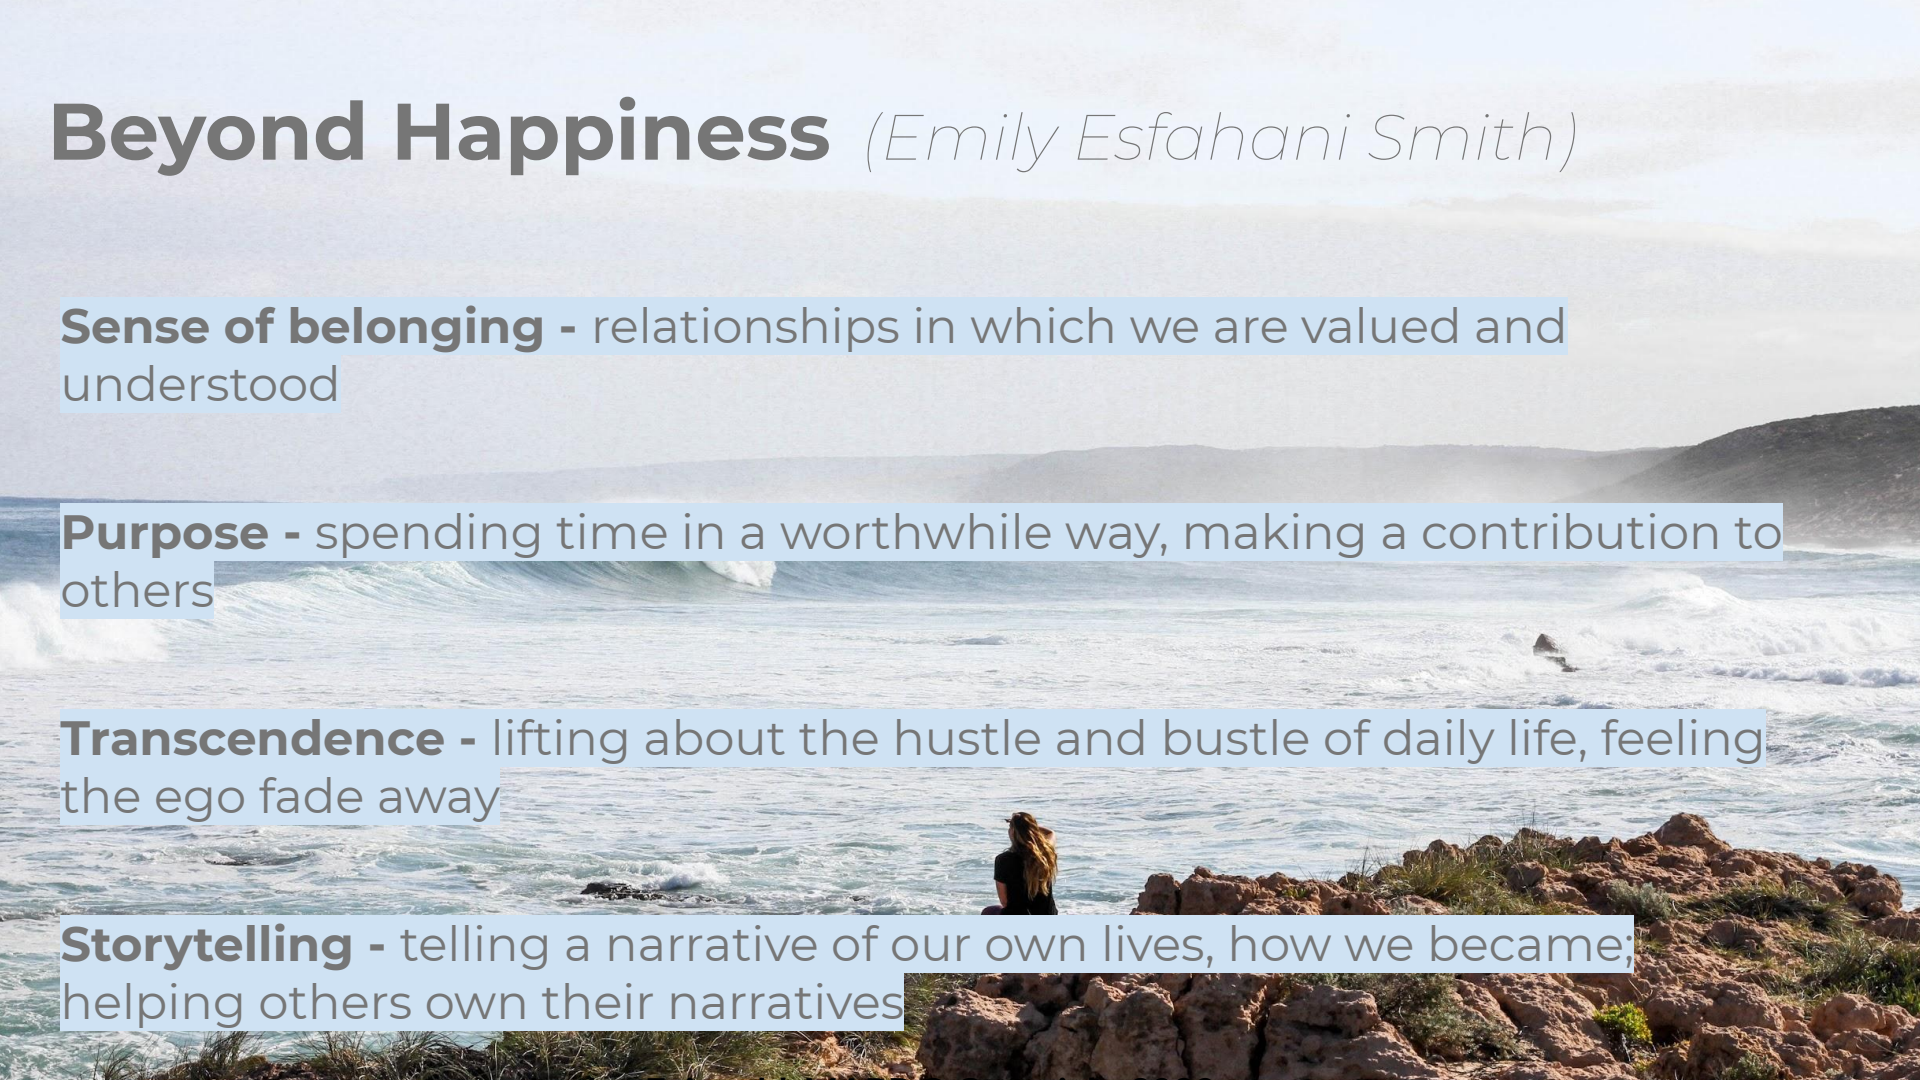 Beyond Happiness (Emily Esfahani Smith)
Sense of belonging - relationships in which we are valued and
understood
Purpose - spending time in a worthwhile way, making a contribution to
others
Transcendence - lifting about the hustle and bustle of daily life, feeling
the ego fade away
Storytelling - telling a narrative of our own lives, how we became;
helping others own their narratives